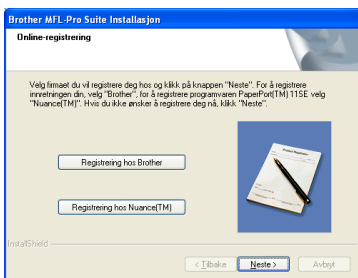 Brother MFL-Pro Suite Installasjon
Online-registrering
Velg firmaet du vil registrere deg hos og klikk på knappen "Neste". For å registrere
innretningen din, velg "Brother", for å registrere programvaren PaperPort(TM) 11SE velg
"Nuance(TM)". Hvis du ikke ønsker å registrere deg nå, klikk "Neste".
Product Registration
Registrering hos Brother
Registrering hos Nuance(TM)
InstallShield
< Tilbake
Neste >
Avbryt